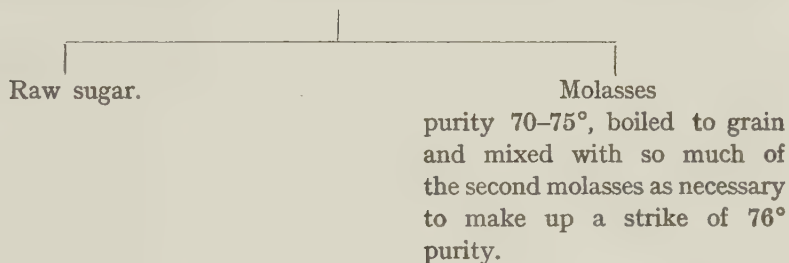 Raw sugar.
Molasses
purity 70–75°, boiled to grain
and mixed with so much of
the second molasses as necessary
to make up a strike of 76°
purity.